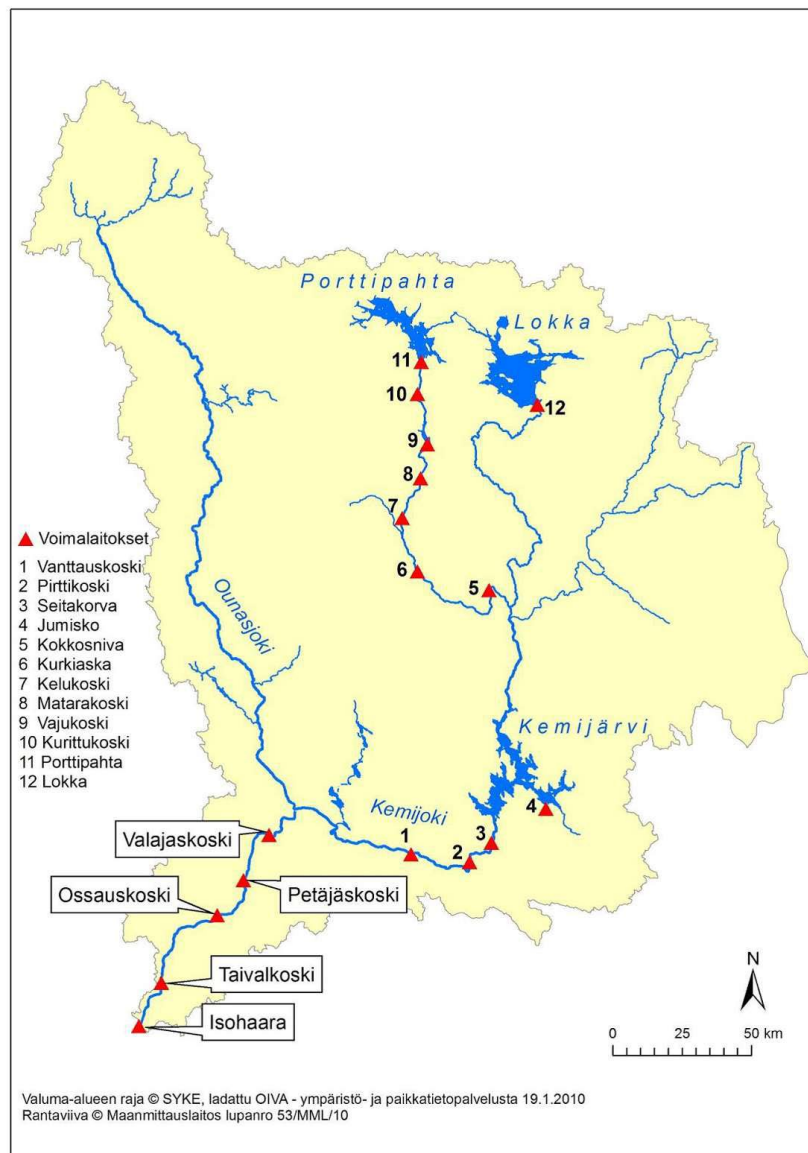 Porttipahta
Lokka
11
10
12
9
8
7
6
5
Voimalaitokset
1 Vanttauskoski
2 Pirttikoski
3 Seitakorva
4 Jumisko
5 Kokkosniva
6 Kurkiaska
7 Kelukoski
8 Matarakoski
9 Vajukoski
10 Kurittukoski
11 Porttipahta
12 Lokka
Ounasjoki
Kemijärvi
Kemijoki
4
3
2
1
Valajaskoski
Petäjäskoski
Ossauskoski
Taivalkoski
Isohaara
N
0 25 50 km
Valuma-alueen raja © SYKE, ladattu OIVA - ympäristö- ja paikkatietopalvelusta 19.1.2010
Rantaviiva © Maanmittauslaitos lupanro 53/MML/10